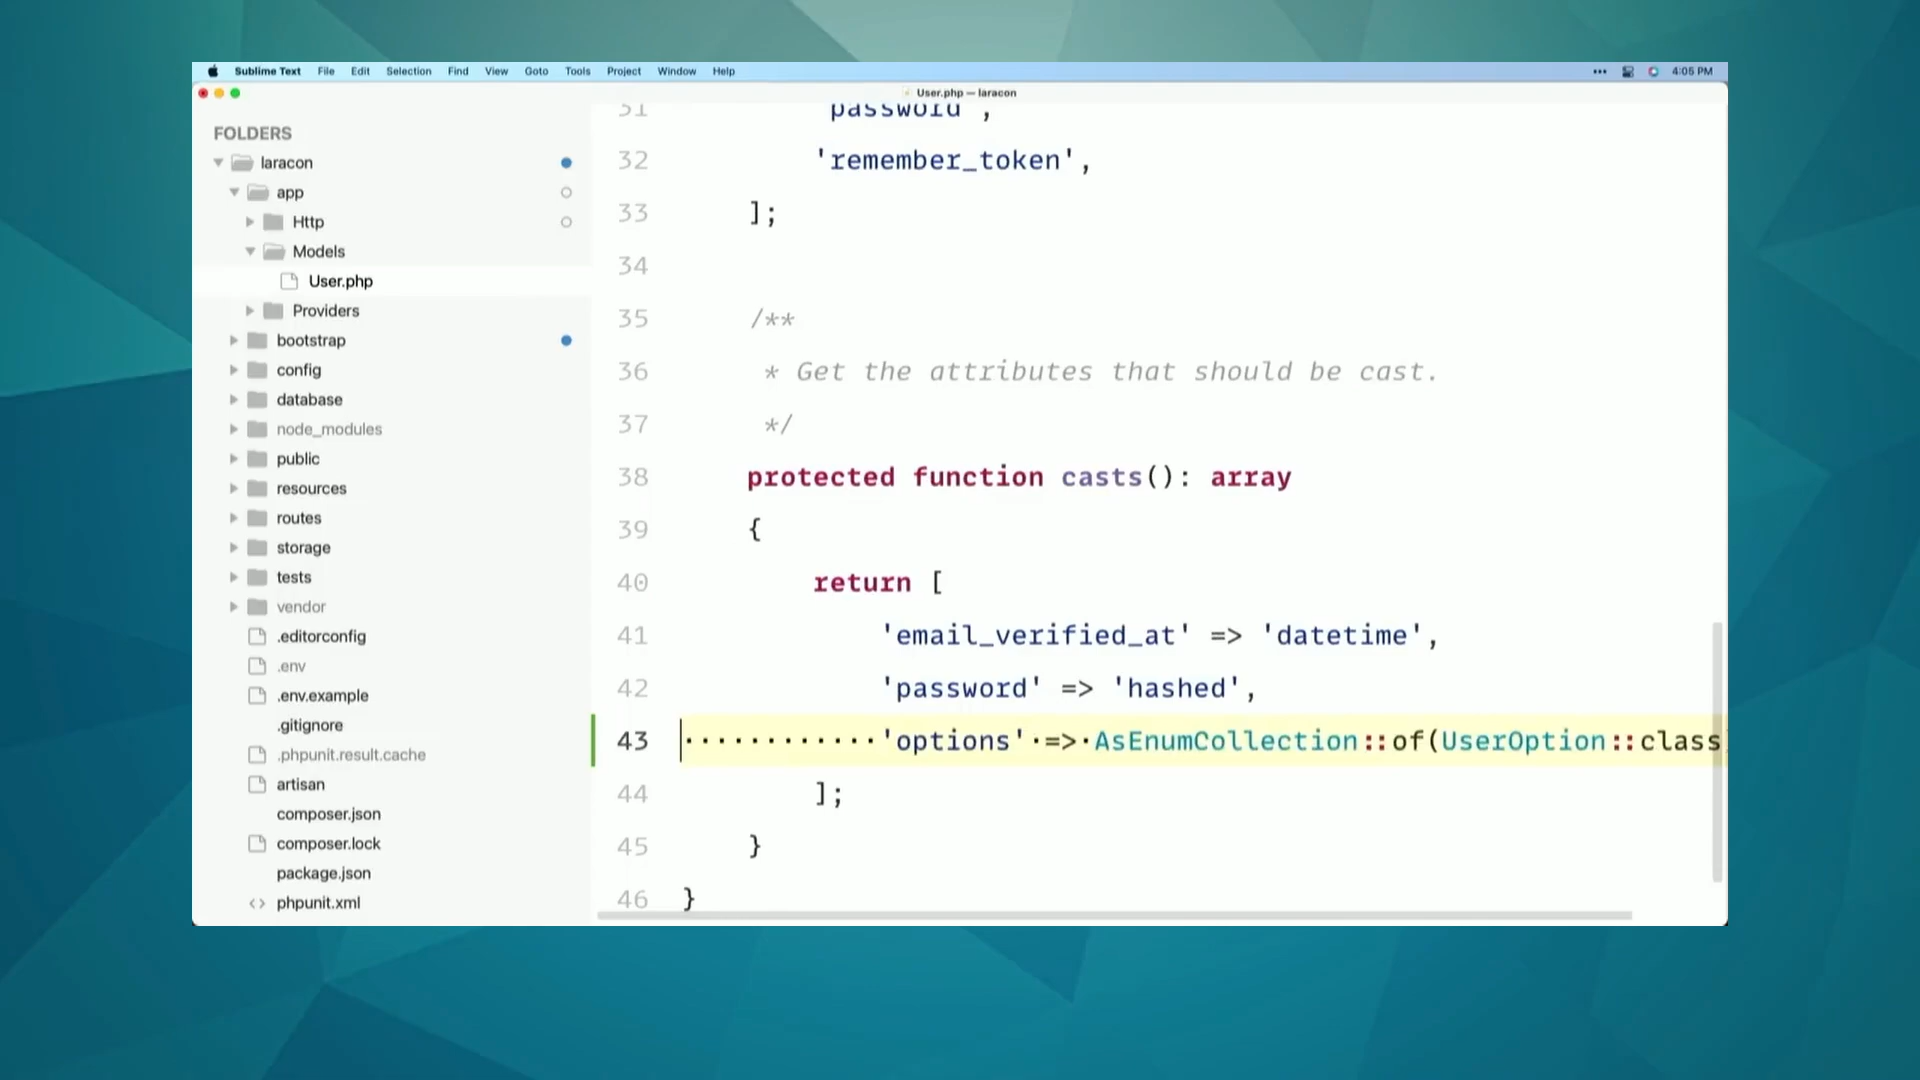 Sublime Text File Edit Selection Find View Goto Tools Project Window Help 4:05 PM
User.php — laracon
FOLDERS
laracon
app
Http
Models
User.php
Providers
bootstrap
config
database
node_modules
public
resources
routes
storage
tests
vendor
.editorconfig
.env
.env.example
.gitignore
.phpunit.result.cache
artisan
composer.json
composer.lock
package.json
<> phpunit.xml
31 'password',
32 'remember_token',
33 ];
34
35 /**
36 * Get the attributes that should be cast.
37 */
38 protected function casts(): array
39 {
40 return [
41 'email_verified_at' => 'datetime',
42 'password' => 'hashed',
43 ············'options'·=>·AsEnumCollection::of(UserOption::class
44 ];
45 }
46 }